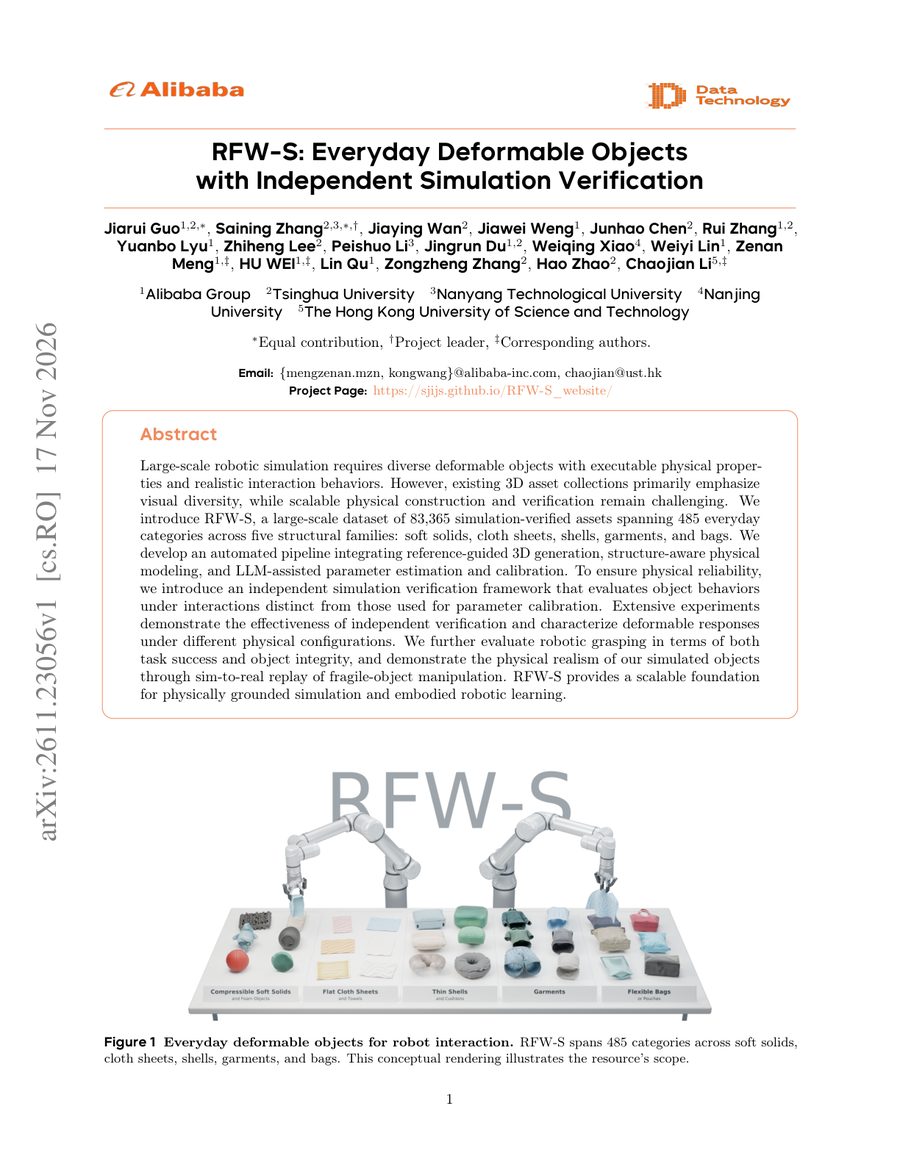 Alibaba
Data
Technology
RFW-S: Everyday Deformable Objects
with Independent Simulation Verification
Jiarui Guo1,2,∗, Saining Zhang2,3,∗,†, Jiaying Wan2, Jiawei Weng1, Junhao Chen2, Rui Zhang1,2,
Yuanbo Lyu1, Zhiheng Lee2, Peishuo Li3, Jingrun Du1,2, Weiqing Xiao4, Weiyi Lin1, Zenan
Meng1,‡, HU WEI1,‡, Lin Qu1, Zongzheng Zhang2, Hao Zhao2, Chaojian Li5,‡
1Alibaba Group 2Tsinghua University 3Nanyang Technological University 4Nanjing
University 5The Hong Kong University of Science and Technology
∗Equal contribution, †Project leader, ‡Corresponding authors.
Email: {mengzenan.mzn, kongwang}@alibaba-inc.com, chaojian@ust.hk
Project Page: https://sjijs.github.io/RFW-S_website/
arXiv:2611.23056v1 [cs.RO] 17 Nov 2026
Abstract
Large-scale robotic simulation requires diverse deformable objects with executable physical proper-
ties and realistic interaction behaviors. However, existing 3D asset collections primarily emphasize
visual diversity, while scalable physical construction and verification remain challenging. We
introduce RFW-S, a large-scale dataset of 83,365 simulation-verified assets spanning 485 everyday
categories across five structural families: soft solids, cloth sheets, shells, garments, and bags. We
develop an automated pipeline integrating reference-guided 3D generation, structure-aware physical
modeling, and LLM-assisted parameter estimation and calibration. To ensure physical reliability,
we introduce an independent simulation verification framework that evaluates object behaviors
under interactions distinct from those used for parameter calibration. Extensive experiments
demonstrate the effectiveness of independent verification and characterize deformable responses
under different physical configurations. We further evaluate robotic grasping in terms of both
task success and object integrity, and demonstrate the physical realism of our simulated objects
through sim-to-real replay of fragile-object manipulation. RFW-S provides a scalable foundation
for physically grounded simulation and embodied robotic learning.
RFW-S
Compressible Soft Solids
and Foam Objects
Flat Cloth Sheets
and Towels
Thin Shells
and Cushions
Garments
Flexible Bags
or Pouches
Figure 1 Everyday deformable objects for robot interaction. RFW-S spans 485 categories across soft solids,
cloth sheets, shells, garments, and bags. This conceptual rendering illustrates the resource's scope.
1